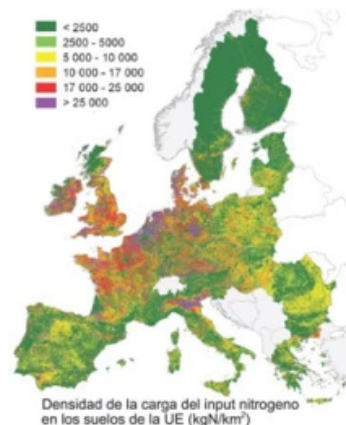 < 2500
2500 - 5000
5 000 - 10 000
10 000 - 17 000
17 000 - 25 000
> 25 000
Densidad de la carga del input nitrogeno
en los suelos de la UE (kgN/km²)